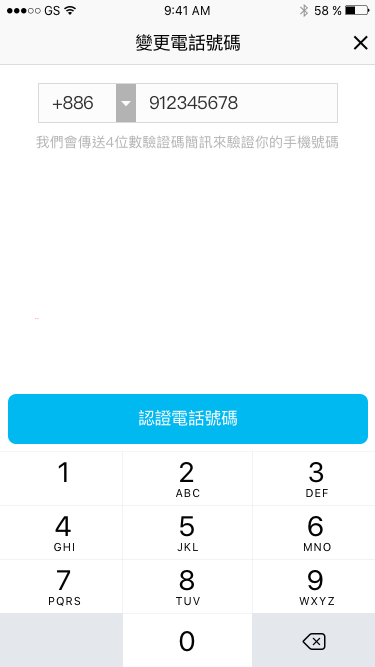 GS 9:41 AM 58 %
變更電話號碼
+886 912345678
我們會傳送4位數驗證碼簡訊來驗證你的手機號碼
認證電話號碼
1 2 3
ABC DEF
4 5 6
GHI JKL MNO
7 8 9
PQRS TUV WXYZ
0